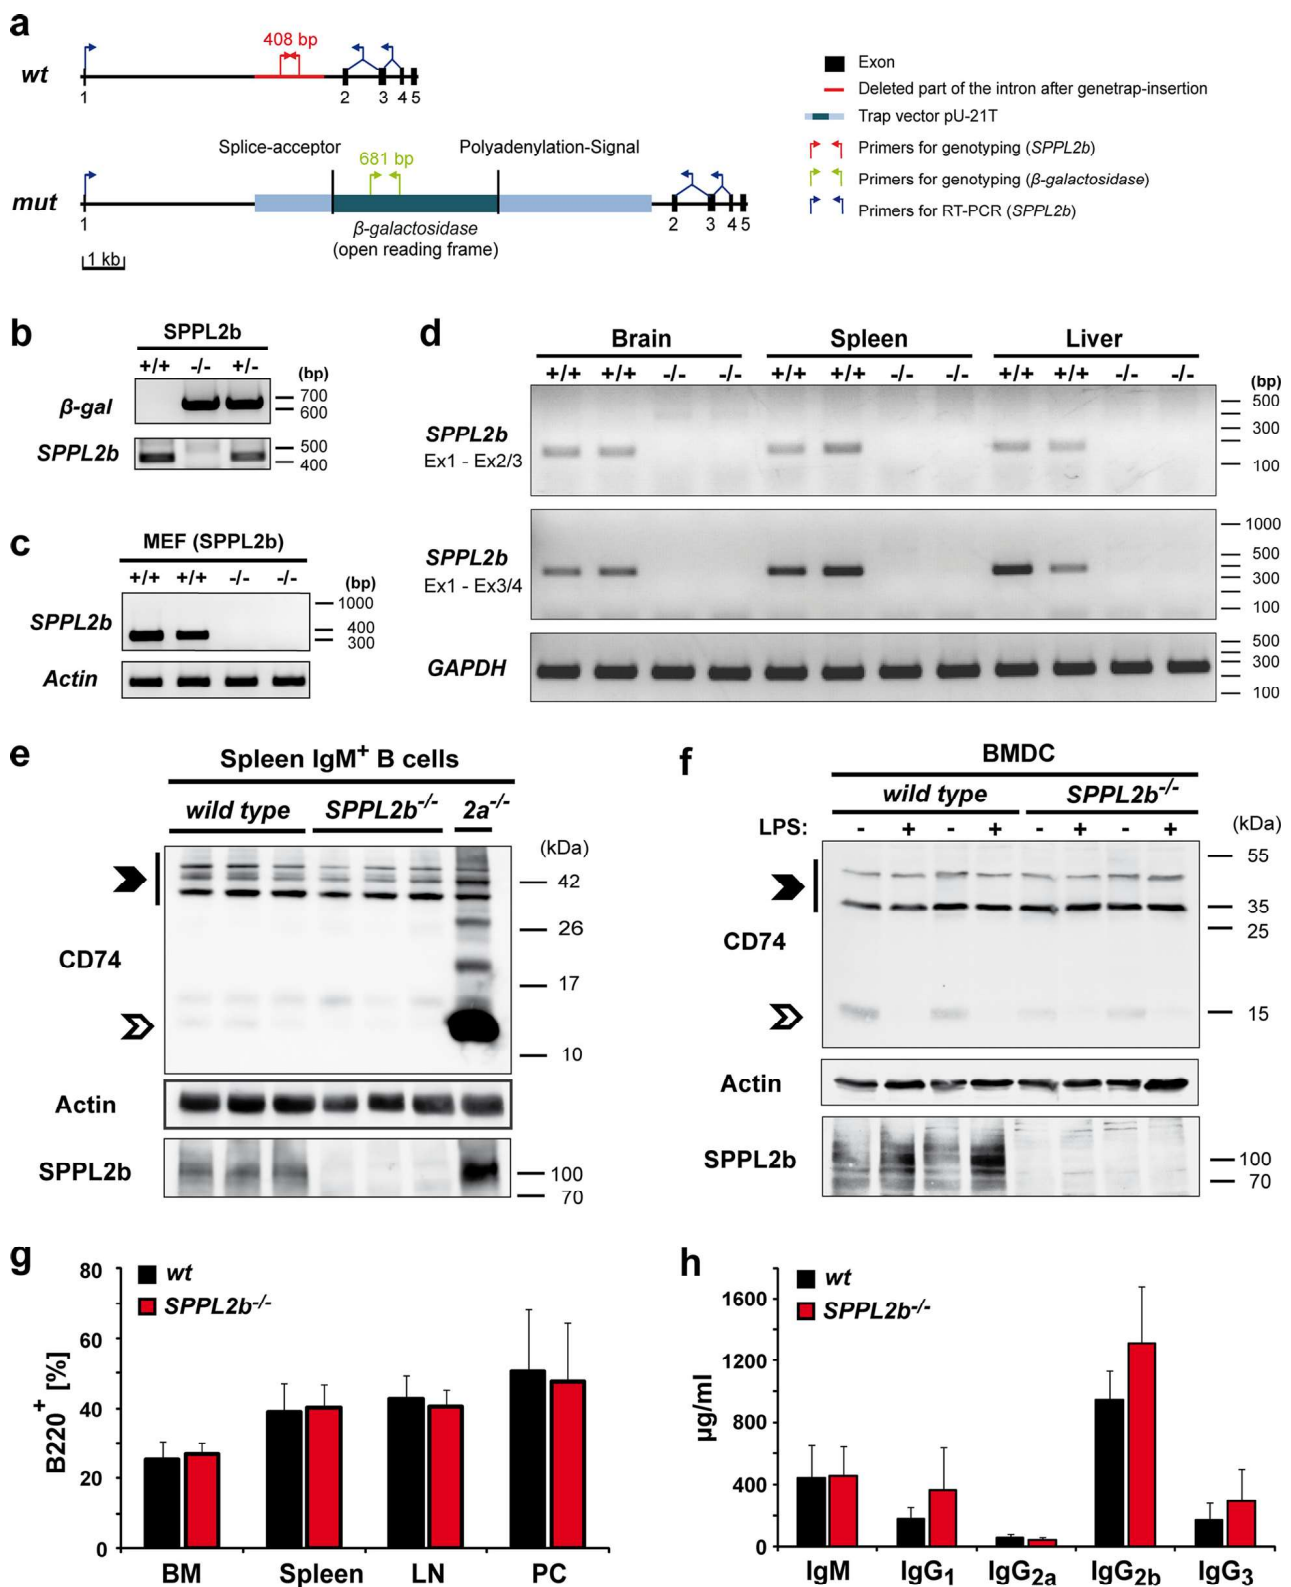 a
408 bp
wt
1 2 3 4 5
Exon
Deleted part of the intron after genetrap-insertion
Trap vector pU-21T
Primers for genotyping (SPPL2b)
Primers for genotyping (β-galactosidase)
Primers for RT-PCR (SPPL2b)
Splice-acceptor
Polyadenylation-Signal
681 bp
mut
1 2 3 4 5
β-galactosidase
(open reading frame)
1 kb
b
SPPL2b
+/+ -/- +/-
(bp)
β-gal
700
600
SPPL2b
500
400
c
MEF (SPPL2b)
+/+ +/+ -/- -/-
(bp)
SPPL2b
1000
400
300
Actin
d
Brain Spleen Liver
+/+ +/+ -/- -/- +/+ +/+ -/- -/- +/+ +/+ -/- -/-
(bp)
SPPL2b
Ex1 - Ex2/3
500
300
100
SPPL2b
Ex1 - Ex3/4
1000
500
300
100
GAPDH
500
300
100
e
Spleen IgM+ B cells
wild type SPPL2b-/- 2a-/-
(kDa)
42
26
CD74
17
10
Actin
SPPL2b
100
70
f
BMDC
wild type SPPL2b-/-
LPS: - + - + - + - +
(kDa)
55
35
25
CD74
15
Actin
SPPL2b
100
70
g
wt
SPPL2b-/-
B220+ [%]
80
60
40
20
0
BM Spleen LN PC
h
wt
SPPL2b-/-
µg/ml
1600
1200
800
400
0
IgM IgG1 IgG2a IgG2b IgG3